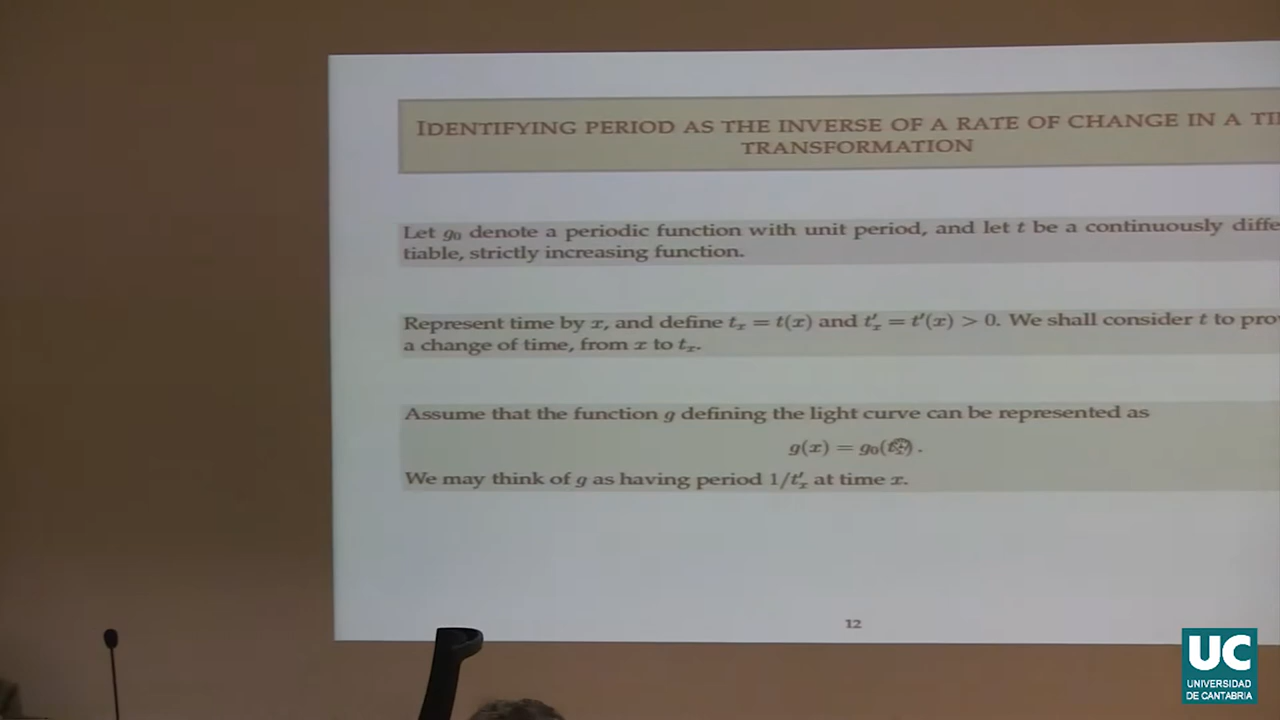 IDENTIFYING PERIOD AS THE INVERSE OF A RATE OF CHANGE IN A TI
TRANSFORMATION
Let g₀ denote a periodic function with unit period, and let t be a continuously diffe
tiable, strictly increasing function.
Represent time by x, and define tₓ = t(x) and t′ₓ = t′(x) > 0. We shall consider t to pro
a change of time, from x to tₓ.
Assume that the function g defining the light curve can be represented as
g(x) = g₀(tₓ) .
We may think of g as having period 1/t′ₓ at time x.
12
UC
UNIVERSIDAD
DE CANTABRIA